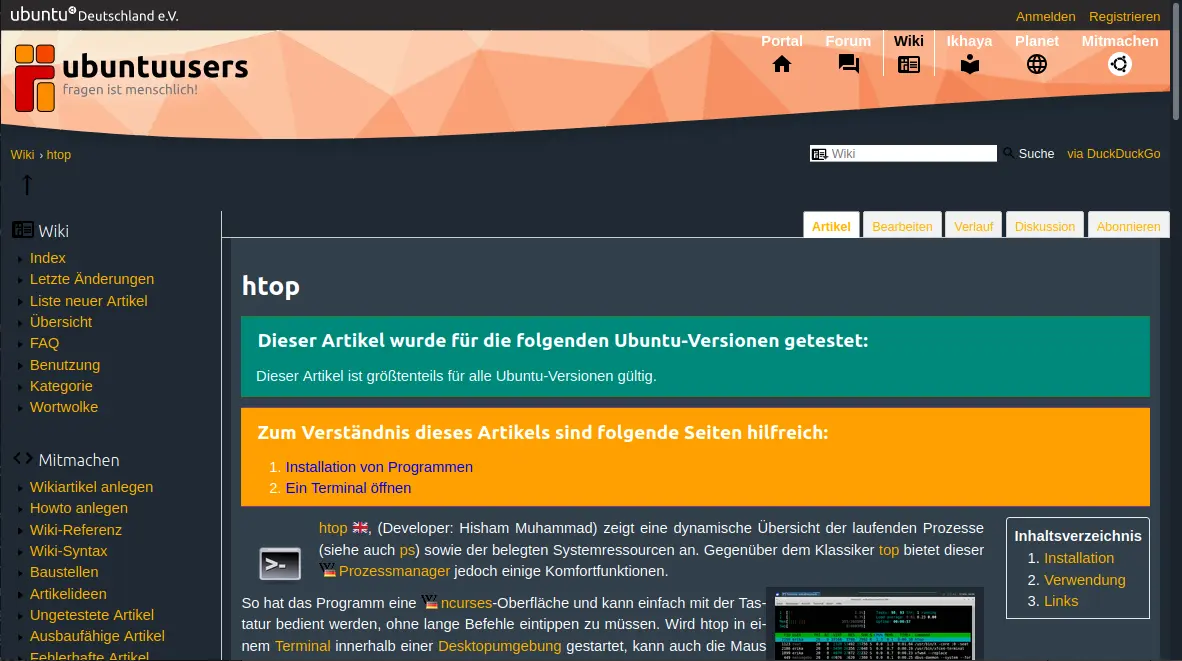 ubuntu Deutschland e.V.
Anmelden Registrieren
Portal Forum Wiki Ikhaya Planet Mitmachen
ubuntuusers
fragen ist menschlich!
Wiki › htop
Wiki Suche via DuckDuckGo
Wiki
Index
Letzte Änderungen
Liste neuer Artikel
Übersicht
FAQ
Benutzung
Kategorie
Wortwolke
Mitmachen
Wikiartikel anlegen
Howto anlegen
Wiki-Referenz
Wiki-Syntax
Baustellen
Artikelideen
Ungetestete Artikel
Ausbaufähige Artikel
Fehlerhafte Artikel
Artikel Bearbeiten Verlauf Diskussion Abonnieren
htop
Dieser Artikel wurde für die folgenden Ubuntu-Versionen getestet:
Dieser Artikel ist größtenteils für alle Ubuntu-Versionen gültig.
Zum Verständnis dieses Artikels sind folgende Seiten hilfreich:
1. Installation von Programmen
2. Ein Terminal öffnen
htop , (Developer: Hisham Muhammad) zeigt eine dynamische Übersicht der laufenden Prozesse
(siehe auch ps) sowie der belegten Systemressourcen an. Gegenüber dem Klassiker top bietet dieser
Prozessmanager jedoch einige Komfortfunktionen.
So hat das Programm eine ncurses-Oberfläche und kann einfach mit der Tas-
tatur bedient werden, ohne lange Befehle eintippen zu müssen. Wird htop in ei-
nem Terminal innerhalb einer Desktopumgebung gestartet, kann auch die Maus
Inhaltsverzeichnis
1. Installation
2. Verwendung
3. Links